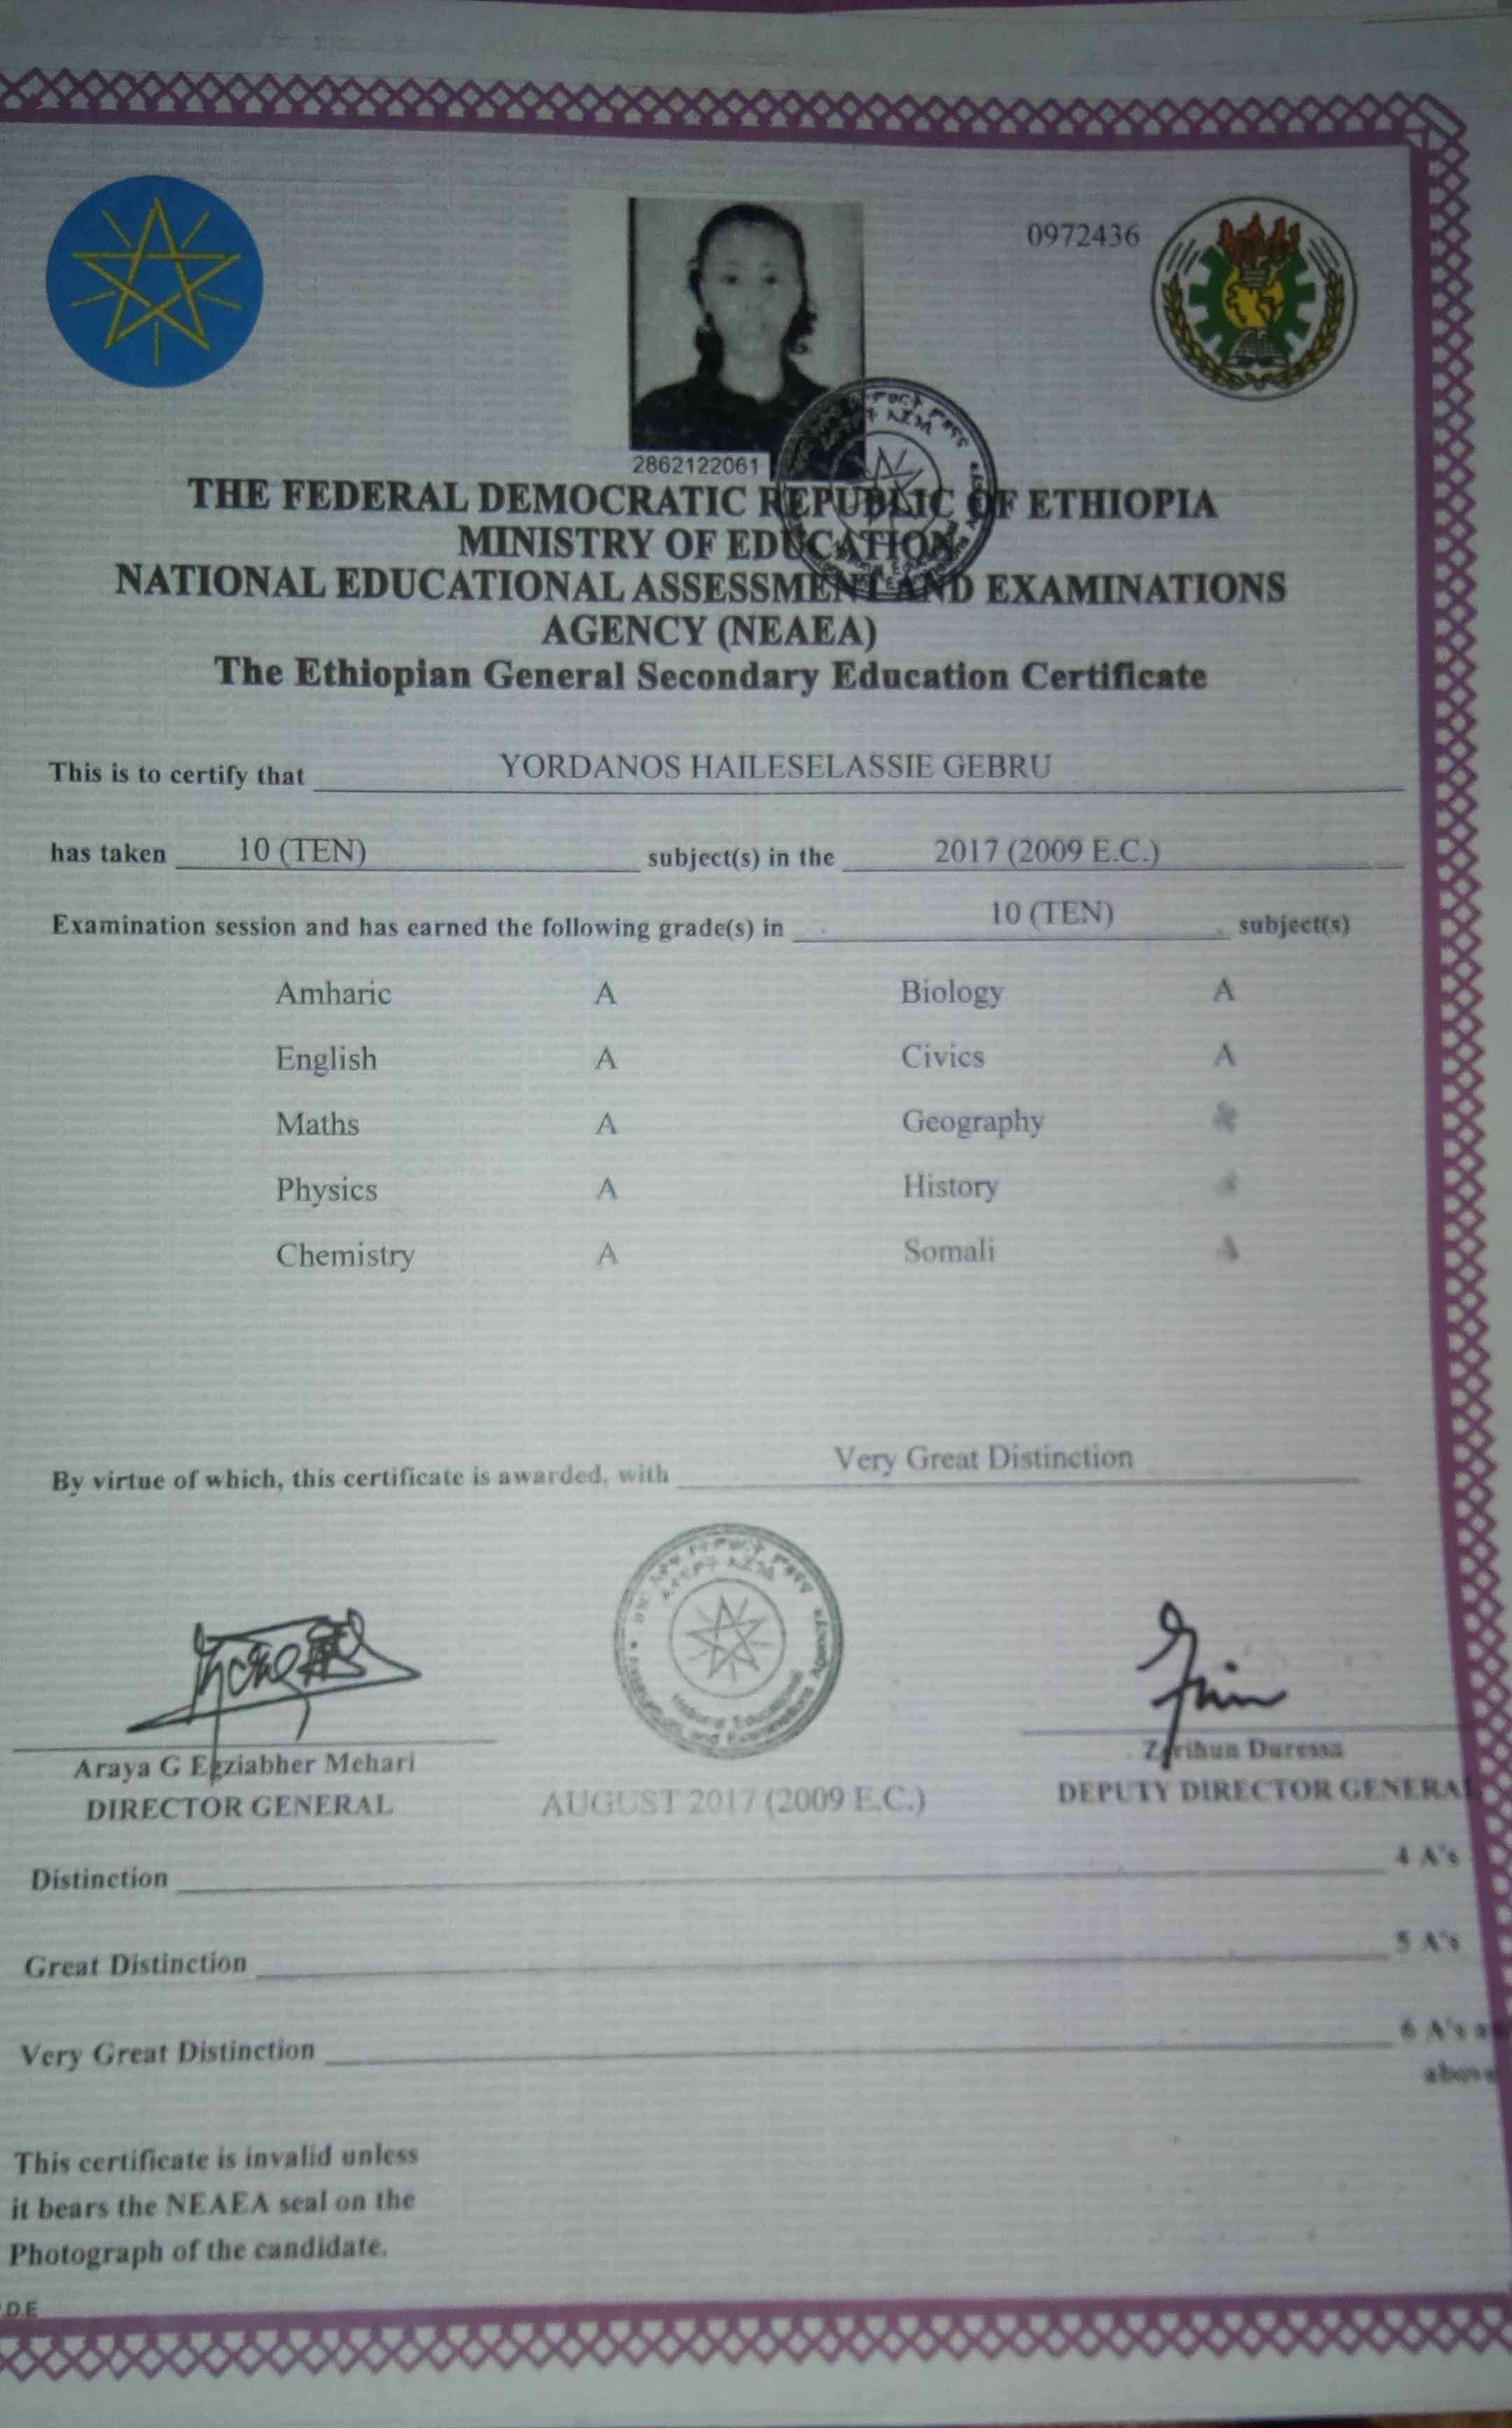 0972436
2862122061
THE FEDERAL DEMOCRATIC REPUBLIC OF ETHIOPIA
MINISTRY OF EDUCATION
NATIONAL EDUCATIONAL ASSESSMENT AND EXAMINATIONS
AGENCY (NEAEA)
The Ethiopian General Secondary Education Certificate
This is to certify that YORDANOS HAILESELASSIE GEBRU
has taken 10 (TEN) subject(s) in the 2017 (2009 E.C.)
Examination session and has earned the following grade(s) in 10 (TEN) subject(s)
Amharic A Biology A
English A Civics A
Maths A Geography
Physics A History
Chemistry A Somali A
By virtue of which, this certificate is awarded, with Very Great Distinction
National Educational
and Examinations Agency
Araya G Egziabher Mehari
DIRECTOR GENERAL
AUGUST 2017 (2009 E.C.)
Zerihun Duressa
DEPUTY DIRECTOR GENERAL
Distinction 4 A's
Great Distinction 5 A's
Very Great Distinction 6 A's
above
This certificate is invalid unless
it bears the NEAEA seal on the
Photograph of the candidate.